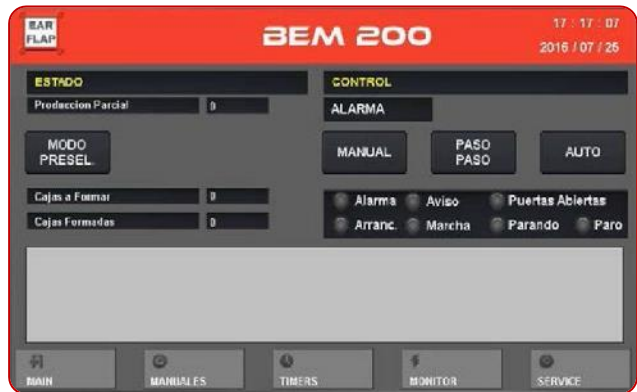 EAR
FLAP
BEM 200
17 : 17 : 07
2016 / 07 / 26
ESTADO
Produccion Parcial 0
MODO
PRESEL.
Cajas a Formar 0
Cajas Formadas 0
CONTROL
ALARMA
MANUAL
PASO
PASO
AUTO
Alarma Aviso Puertas Abiertas
Arranc. Marcha Parando Paro
MAIN MANUALES TIMERS MONITOR SERVICE